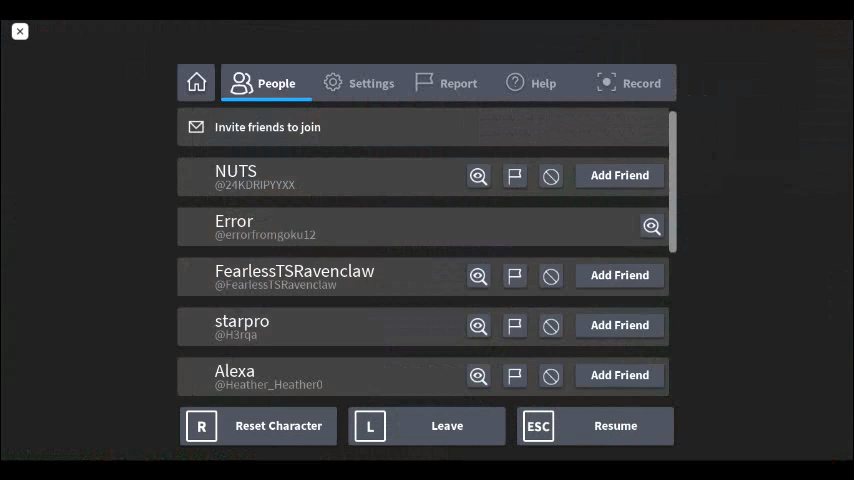 People
Settings
Report
Help
Record
Invite friends to join
NUTS
@24KDRIPYYXX
Add Friend
Error
@errorfromgoku12
FearlessTSRavenclaw
@FearlessTSRavenclaw
Add Friend
starpro
@H3rqa
Add Friend
Alexa
@Heather_Heather0
Add Friend
R Reset Character
L Leave
ESC Resume